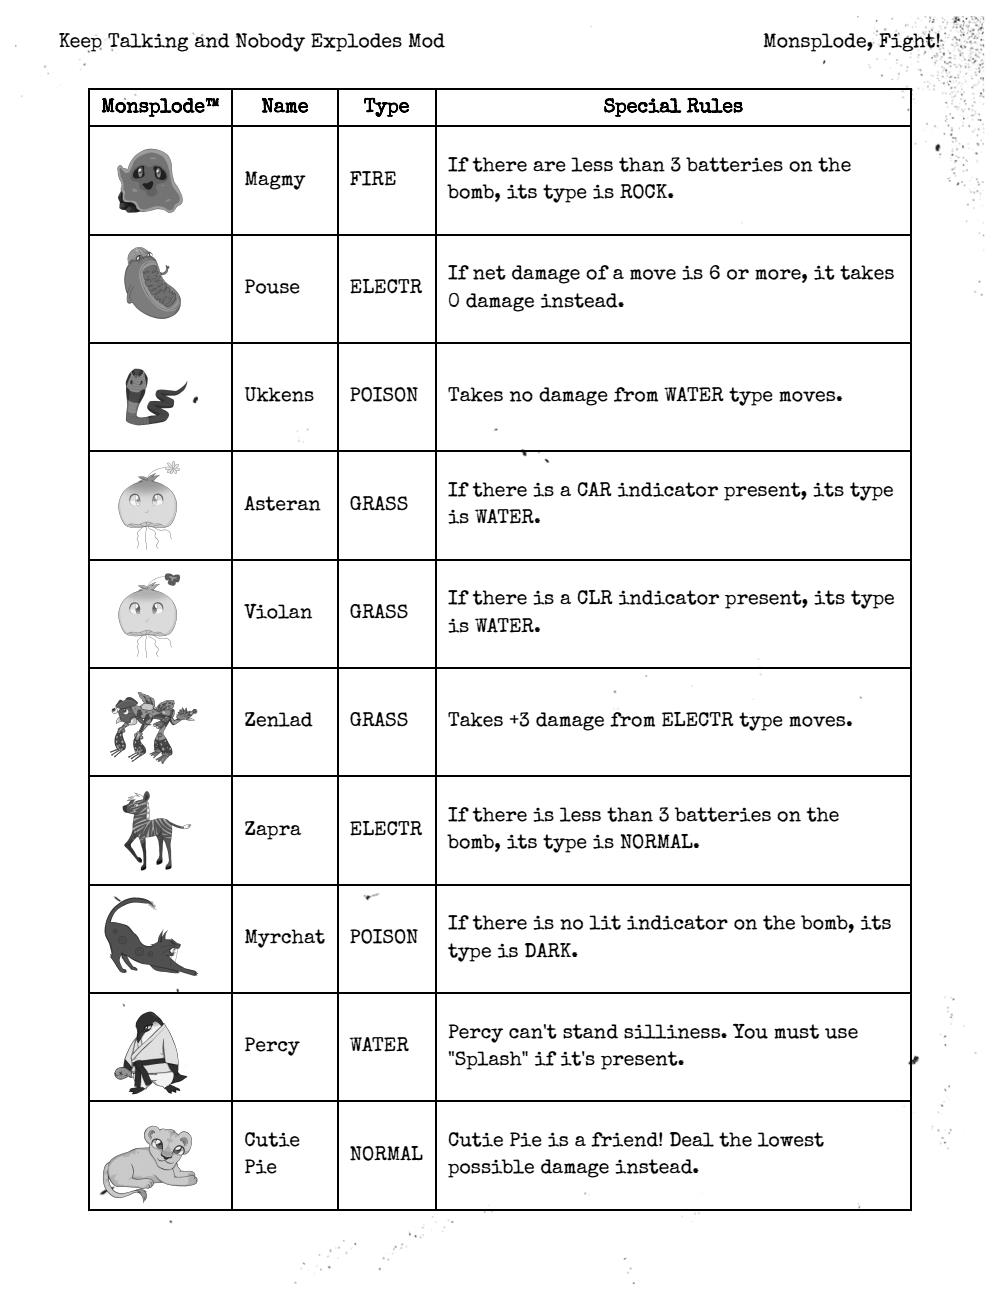 Keep Talking and Nobody Explodes Mod
Monsplode, Fight!
Monsplode™ Name Type Special Rules
Magmy FIRE If there are less than 3 batteries on the
bomb, its type is ROCK.
Pouse ELECTR If net damage of a move is 6 or more, it takes
0 damage instead.
Ukkens POISON Takes no damage from WATER type moves.
Asteran GRASS If there is a CAR indicator present, its type
is WATER.
Violan GRASS If there is a CLR indicator present, its type
is WATER.
Zenlad GRASS Takes +3 damage from ELECTR type moves.
Zapra ELECTR If there is less than 3 batteries on the
bomb, its type is NORMAL.
Myrchat POISON If there is no lit indicator on the bomb, its
type is DARK.
Percy WATER Percy can't stand silliness. You must use
"Splash" if it's present.
Cutie
Pie NORMAL Cutie Pie is a friend! Deal the lowest
possible damage instead.